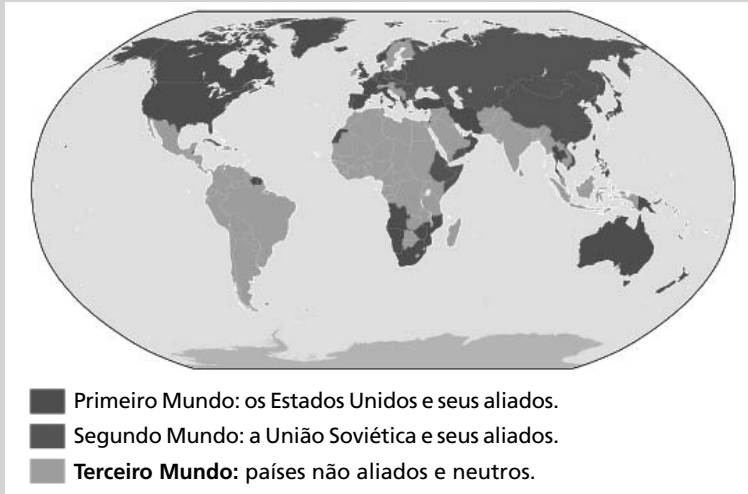 Primeiro Mundo: os Estados Unidos e seus aliados.
Segundo Mundo: a União Soviética e seus aliados.
Terceiro Mundo: países não aliados e neutros.